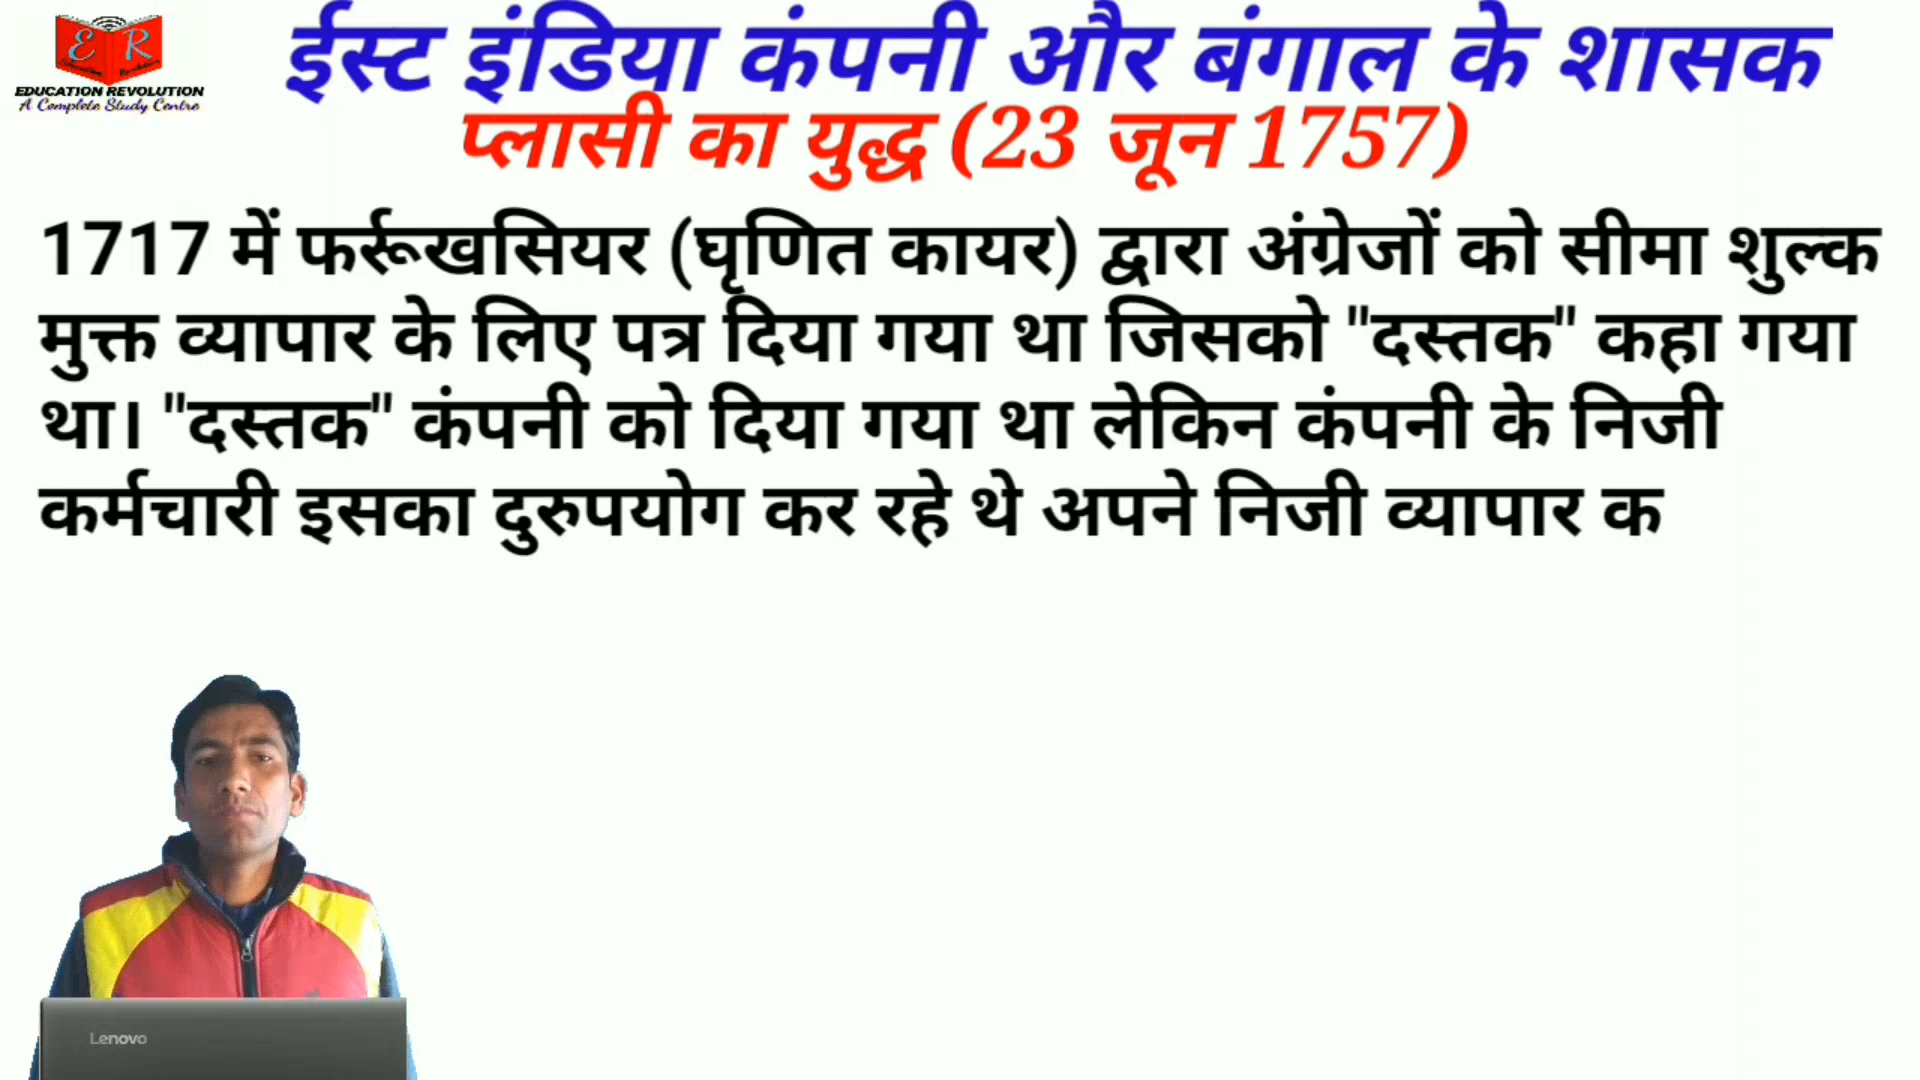 E R
EDUCATION REVOLUTION
A Complete Study Centre
ईस्ट इंडिया कंपनी और बंगाल के शासक
प्लासी का युद्ध (23 जून 1757)
1717 में फर्रूखसियर (घृणित कायर) द्वारा अंग्रेजों को सीमा शुल्क
मुक्त व्यापार के लिए पत्र दिया गया था जिसको "दस्तक" कहा गया
था। "दस्तक" कंपनी को दिया गया था लेकिन कंपनी के निजी
कर्मचारी इसका दुरुपयोग कर रहे थे अपने निजी व्यापार क
Lenovo